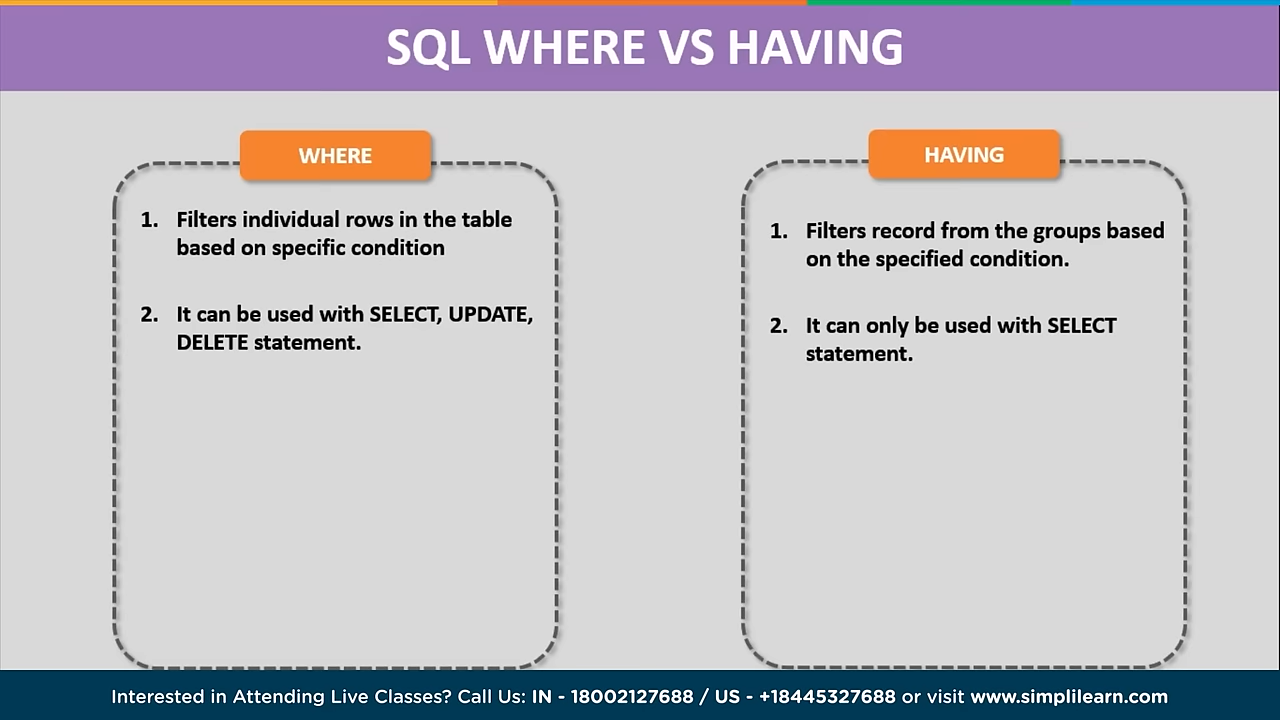 SQL WHERE VS HAVING
WHERE
1. Filters individual rows in the table
based on specific condition
2. It can be used with SELECT, UPDATE,
DELETE statement.
HAVING
1. Filters record from the groups based
on the specified condition.
2. It can only be used with SELECT
statement.
Interested in Attending Live Classes? Call Us: IN - 18002127688 / US - +18445327688 or visit www.simplilearn.com